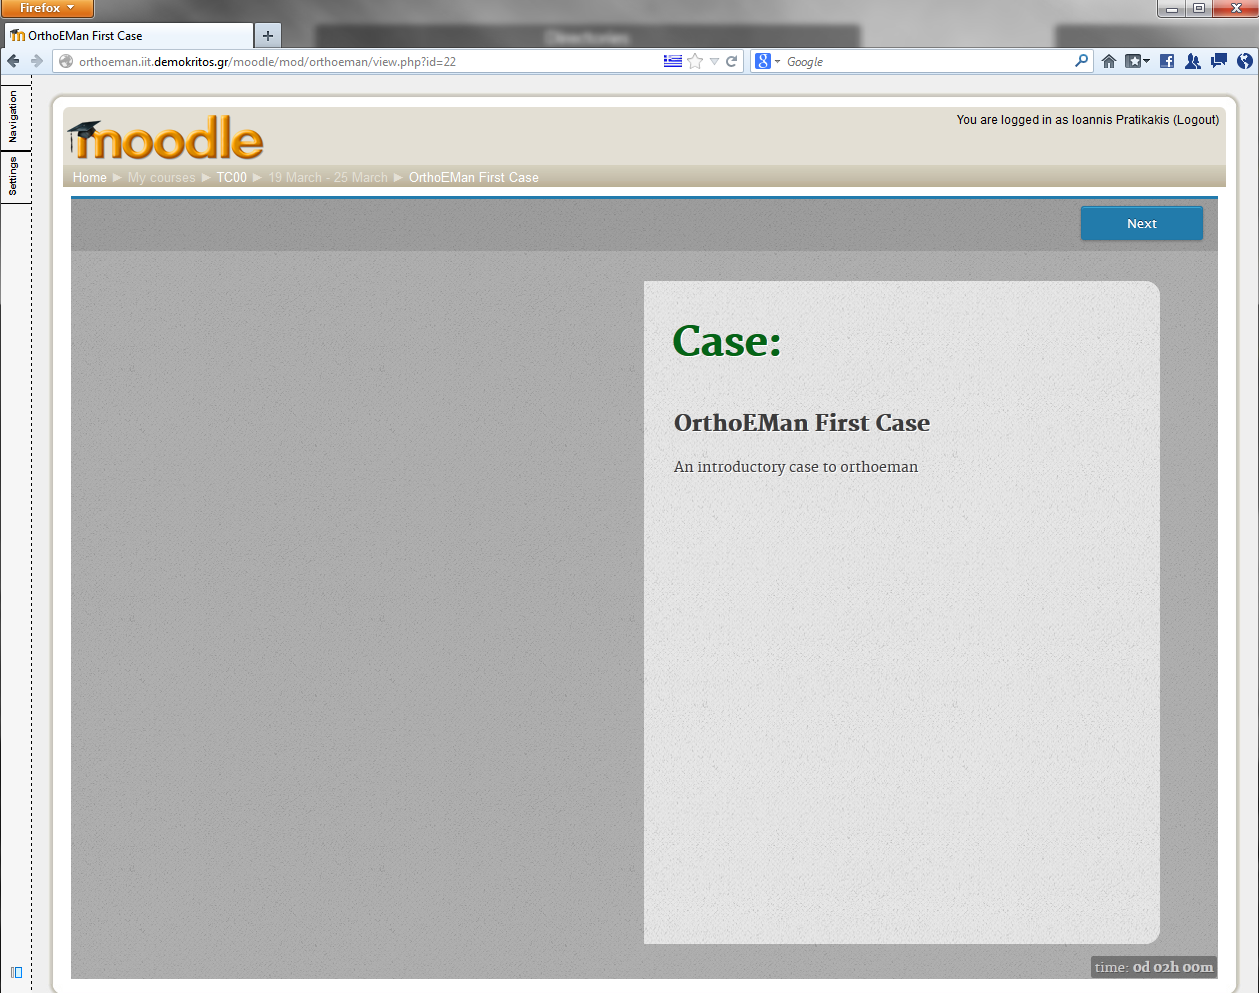 Firefox
Directories
OrthoEMan First Case
orthoeman.iit.demokritos.gr/moodle/mod/orthoeman/view.php?id=22
Google
Navigation
Settings
moodle
You are logged in as Ioannis Pratikakis (Logout)
Home ► My courses ► TC00 ► 19 March - 25 March ► OrthoEMan First Case
Next
Case:
OrthoEMan First Case
An introductory case to orthoeman
time: 0d 02h 00m